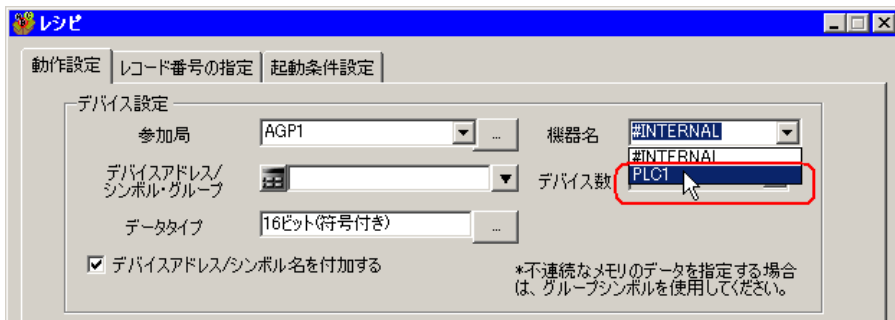 レシピ
動作設定 レコード番号の指定 起動条件設定
デバイス設定
参加局 AGP1 ... 機器名 #INTERNAL
#INTERNAL
デバイスアドレス/
シンボル・グループ
デバイス数 PLC1
データタイプ 16ビット(符号付き) ...
デバイスアドレス/シンボル名を付加する
*不連続なメモリのデータを指定する場合
は、グループシンボルを使用してください。